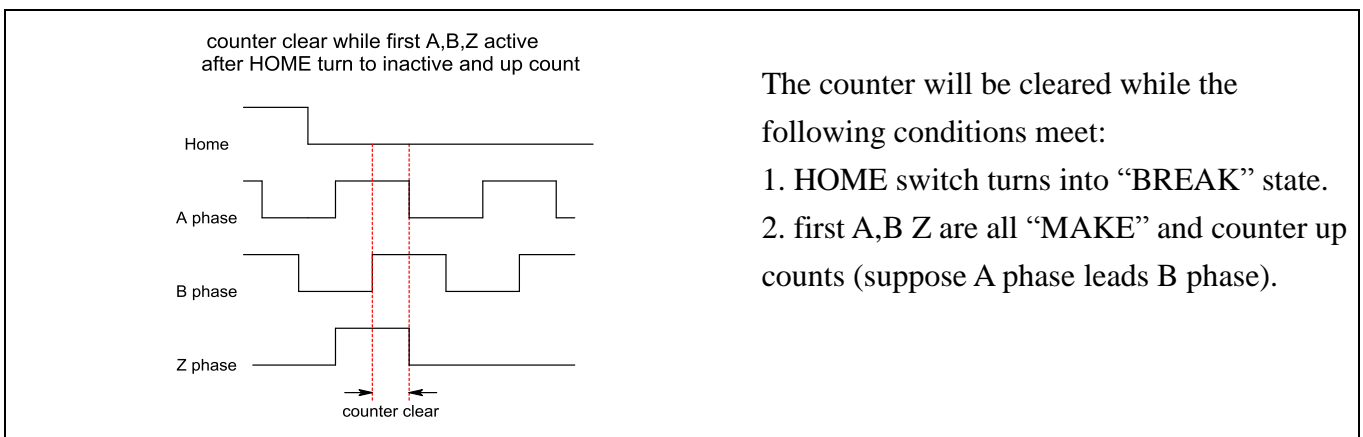 counter clear while first A,B,Z active
after HOME turn to inactive and up count
Home
A phase
B phase
Z phase
counter clear
The counter will be cleared while the
following conditions meet:
1. HOME switch turns into “BREAK” state.
2. first A,B Z are all “MAKE” and counter up
counts (suppose A phase leads B phase).